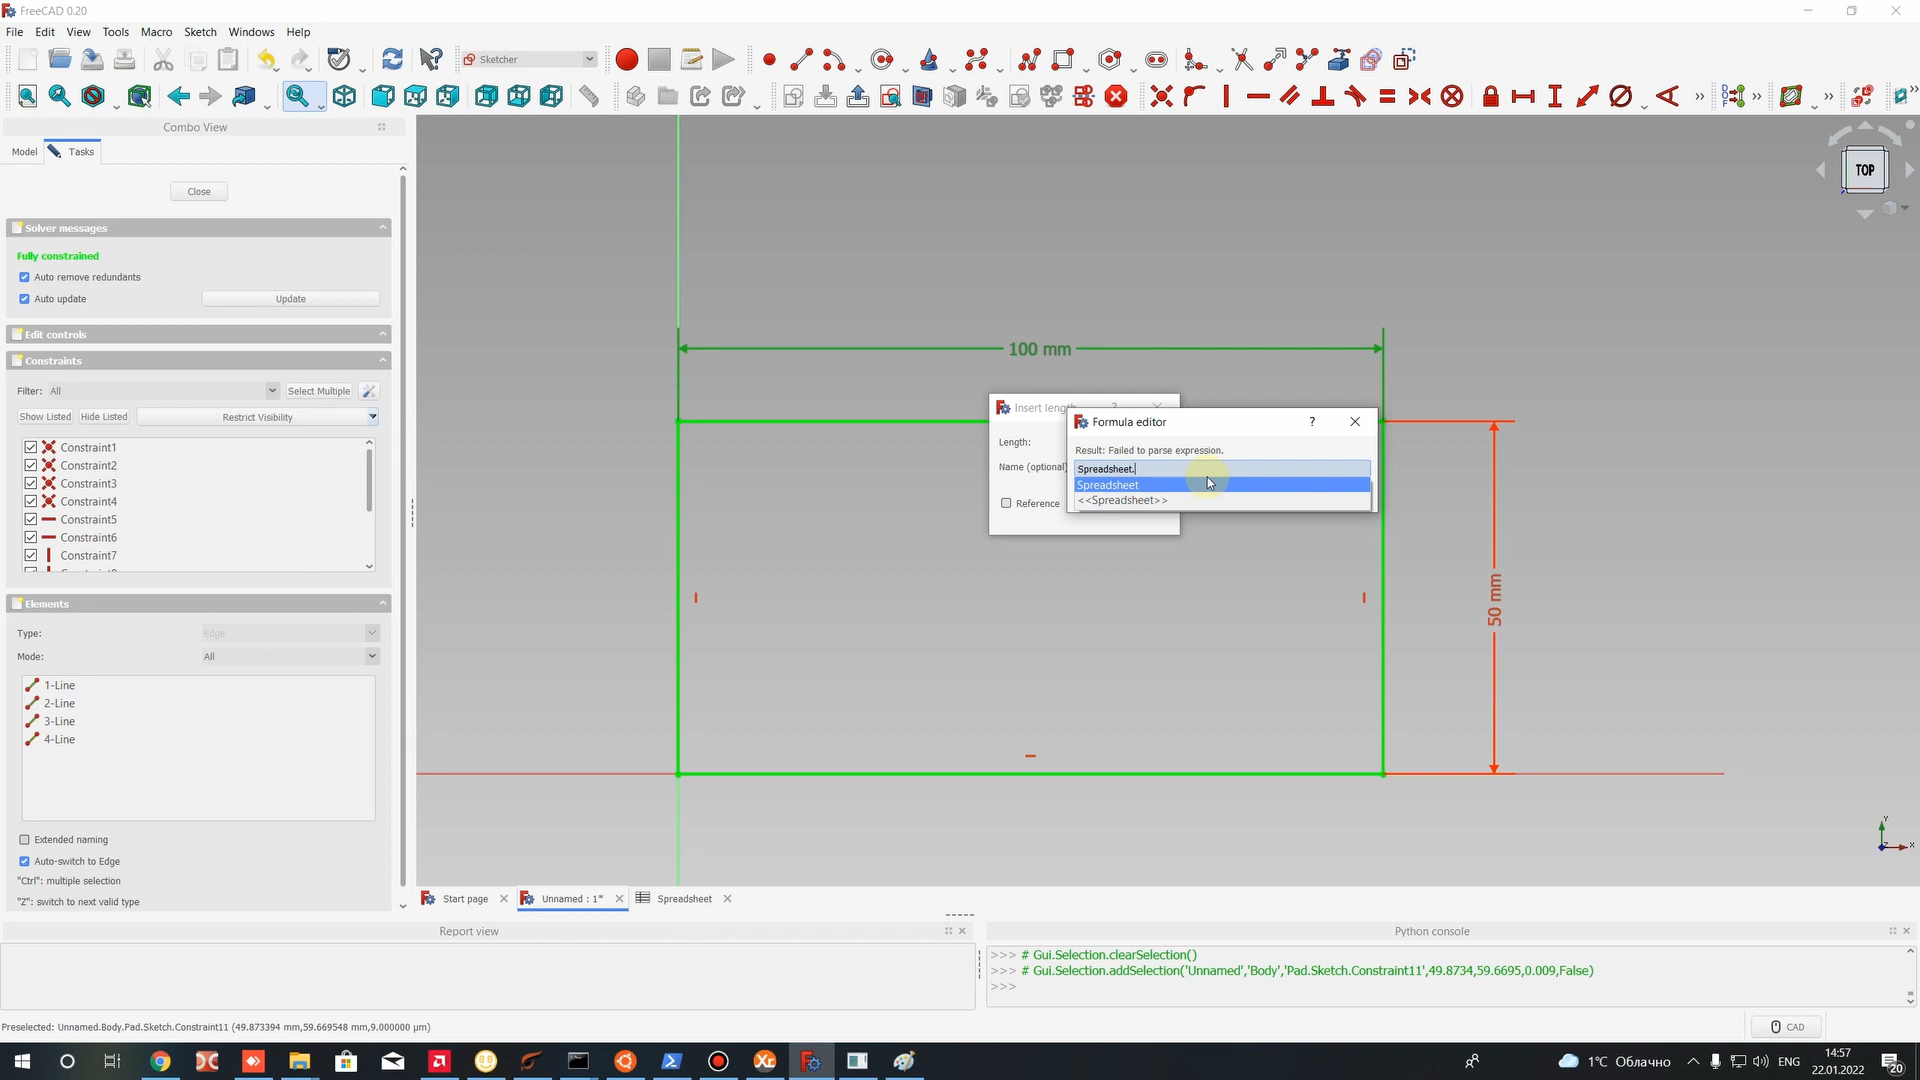 FreeCAD 0.20
File Edit View Tools Macro Sketch Windows Help
Sketcher
Combo View
Model Tasks
Close
Solver messages
Fully constrained
Auto remove redundants
Auto update Update
Edit controls
Constraints
Filter: All Select Multiple
Show Listed Hide Listed Restrict Visibility
Constraint1
Constraint2
Constraint3
Constraint4
Constraint5
Constraint6
Constraint7
Elements
Type: Edge
Mode: All
1-Line
2-Line
3-Line
4-Line
Extended naming
Auto-switch to Edge
"Ctrl": multiple selection
"Z": switch to next valid type
TOP
100 mm
50 mm
Insert length ?
Length:
Name (optional)
Reference
Formula editor ?
Result: Failed to parse expression.
Spreadsheet.
Spreadsheet
<<Spreadsheet>>
Y
X
Z
Start page Unnamed : 1* Spreadsheet
Report view
Python console
>>> # Gui.Selection.clearSelection()
>>> # Gui.Selection.addSelection('Unnamed','Body','Pad.Sketch.Constraint11',49.8734,59.6695,0.009,False)
>>>
Preselected: Unnamed.Body.Pad.Sketch.Constraint11 (49.873394 mm,59.669548 mm,9.000000 µm)
CAD
1°C Облачно ENG 14:57
22.01.2022
20